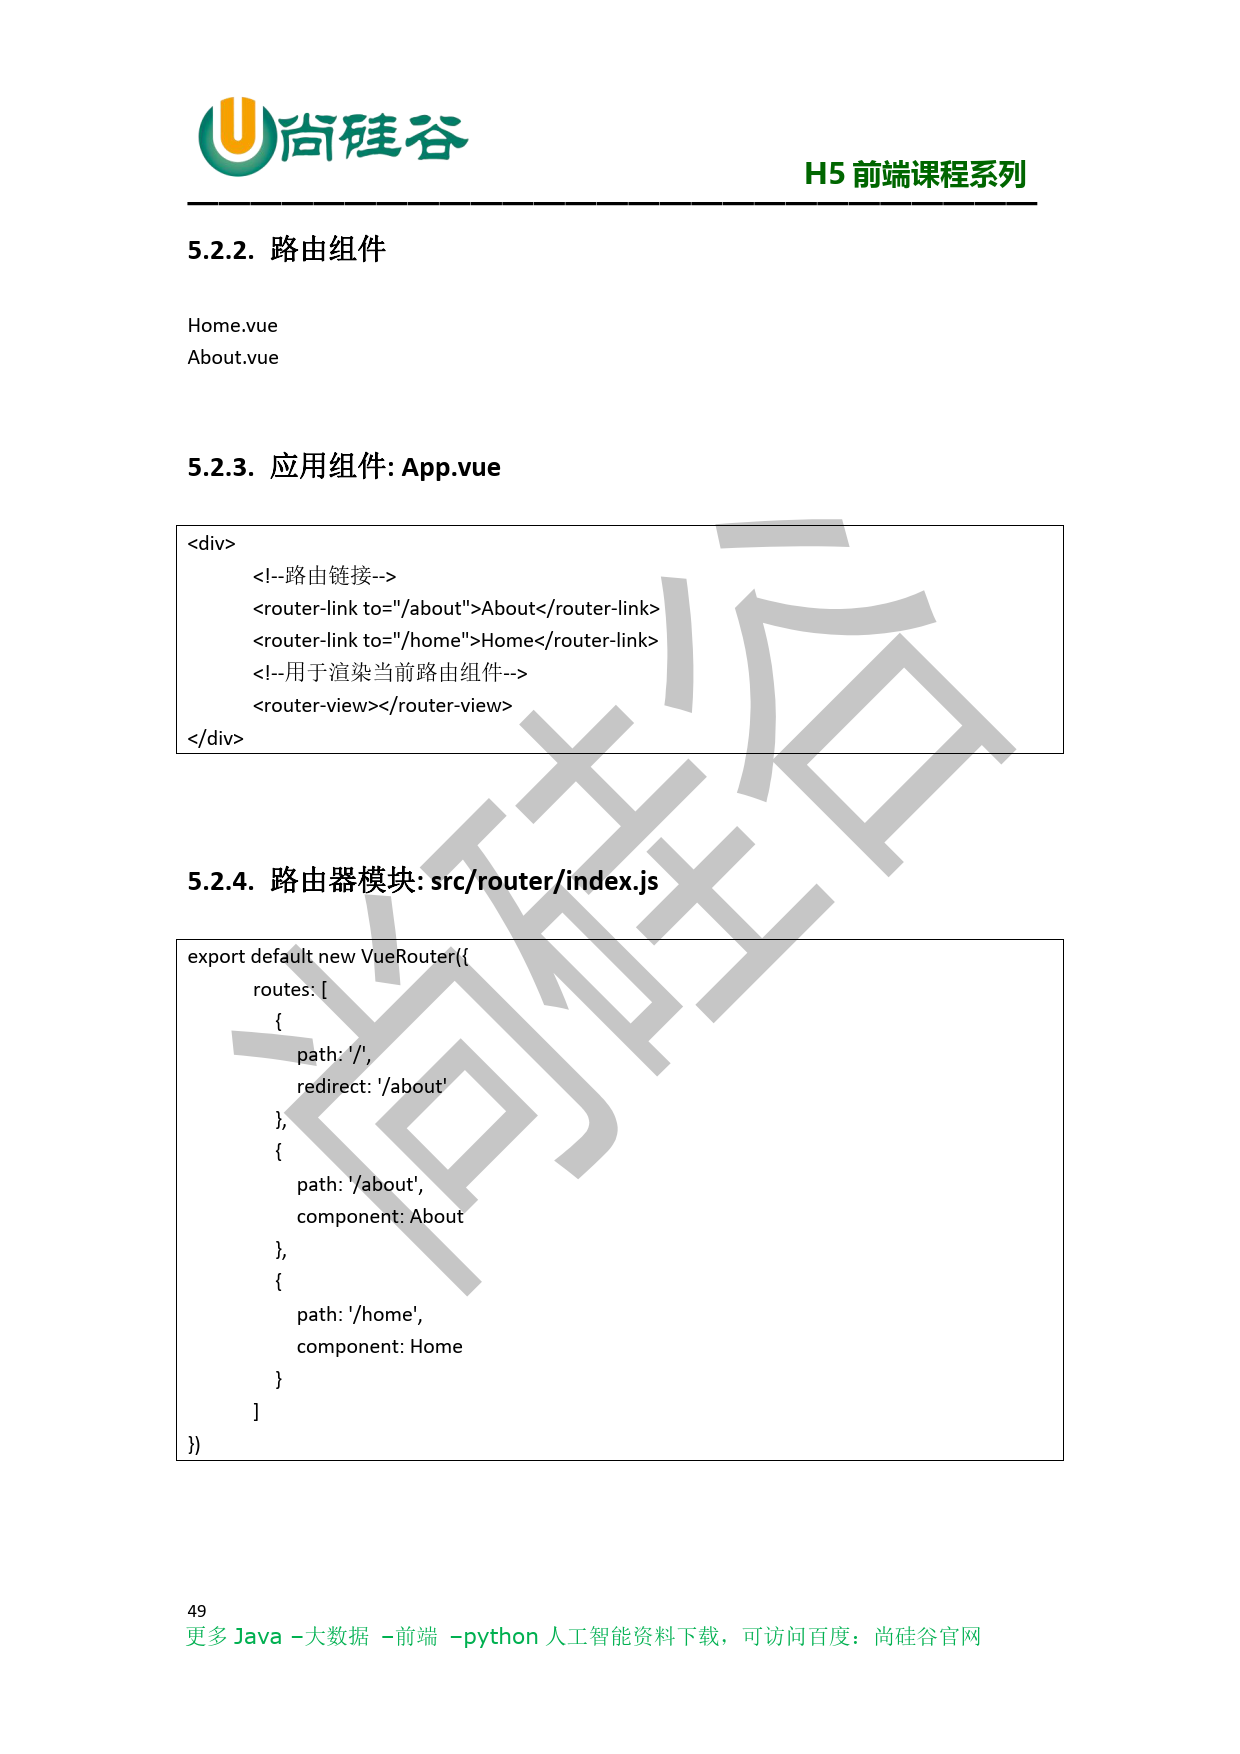 尚硅谷
H5 前端课程系列
5.2.2. 路由组件
Home.vue
About.vue
5.2.3. 应用组件: App.vue
<div>
<!--路由链接-->
<router-link to="/about">About</router-link>
<router-link to="/home">Home</router-link>
<!--用于渲染当前路由组件-->
<router-view></router-view>
</div>
5.2.4. 路由器模块: src/router/index.js
export default new VueRouter({
routes: [
{
path: '/',
redirect: '/about'
},
{
path: '/about',
component: About
},
{
path: '/home',
component: Home
}
]
})
尚硅谷
49
更多 Java –大数据 –前端 –python 人工智能资料下载，可访问百度：尚硅谷官网